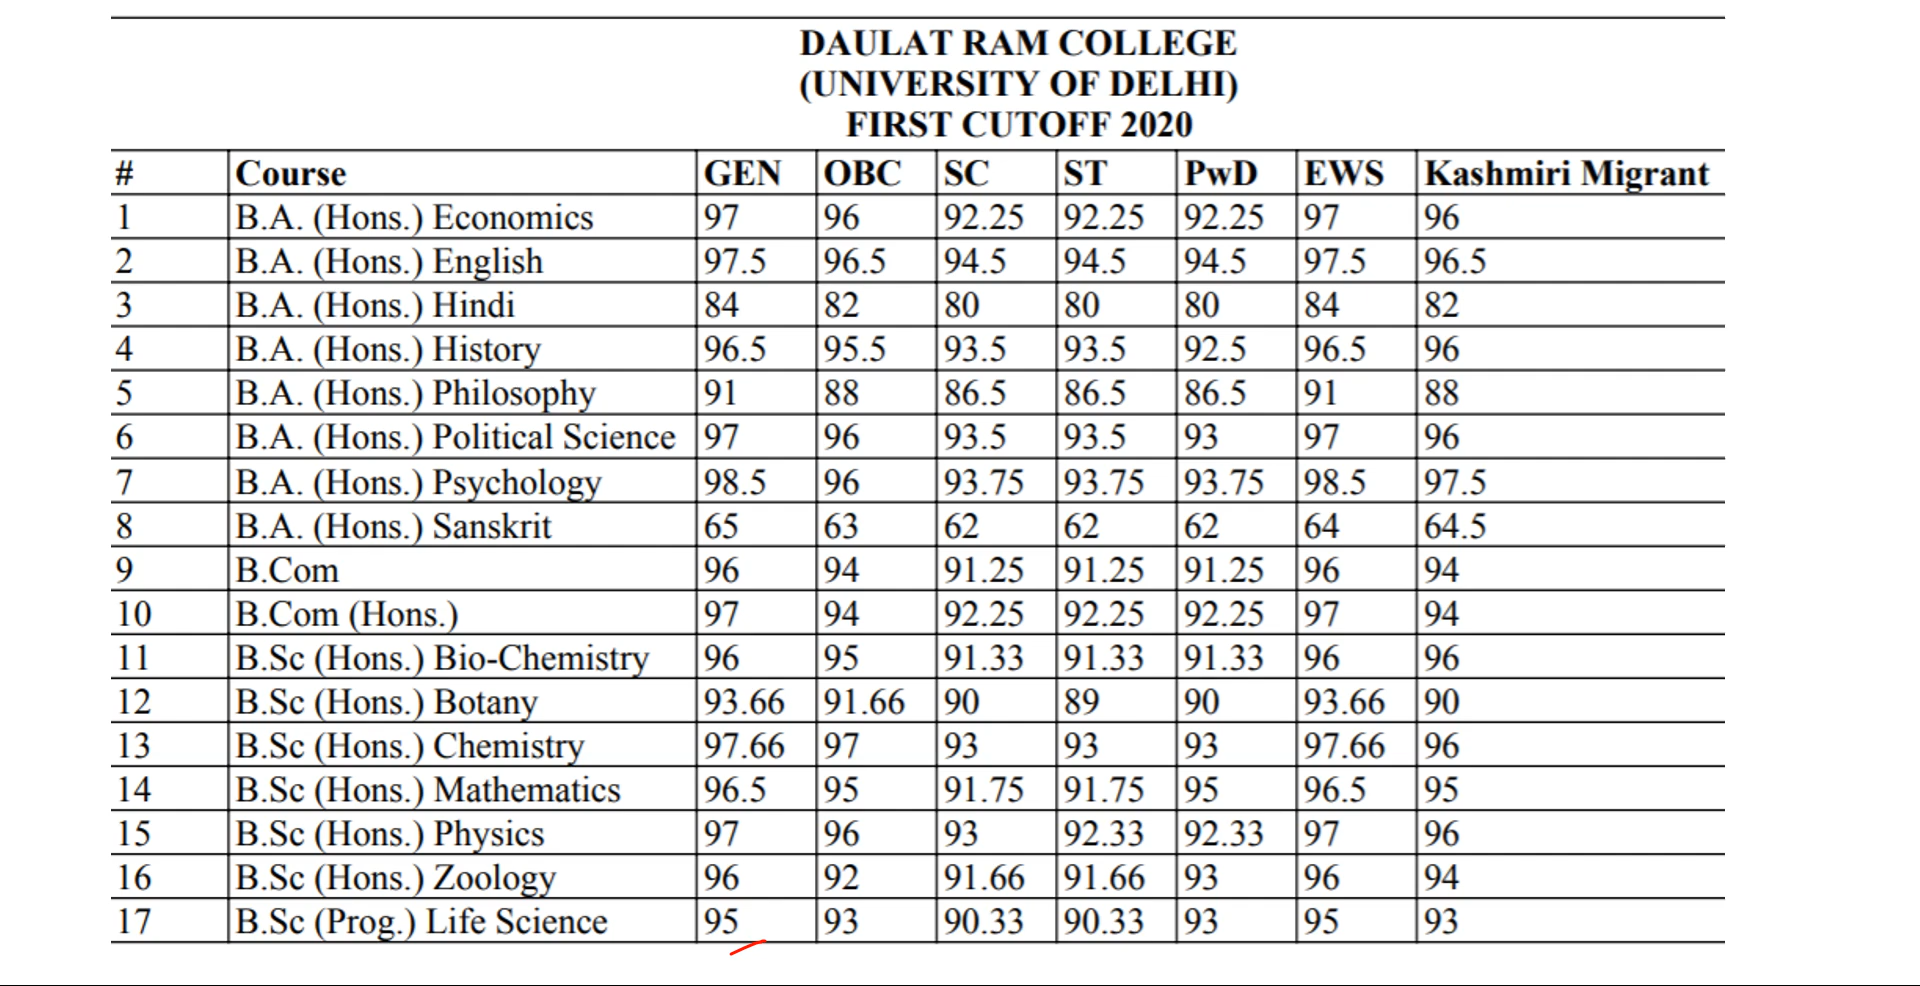 DAULAT RAM COLLEGE
(UNIVERSITY OF DELHI)
FIRST CUTOFF 2020
# Course GEN OBC SC ST PwD EWS Kashmiri Migrant
1 B.A. (Hons.) Economics 97 96 92.25 92.25 92.25 97 96
2 B.A. (Hons.) English 97.5 96.5 94.5 94.5 94.5 97.5 96.5
3 B.A. (Hons.) Hindi 84 82 80 80 80 84 82
4 B.A. (Hons.) History 96.5 95.5 93.5 93.5 92.5 96.5 96
5 B.A. (Hons.) Philosophy 91 88 86.5 86.5 86.5 91 88
6 B.A. (Hons.) Political Science 97 96 93.5 93.5 93 97 96
7 B.A. (Hons.) Psychology 98.5 96 93.75 93.75 93.75 98.5 97.5
8 B.A. (Hons.) Sanskrit 65 63 62 62 62 64 64.5
9 B.Com 96 94 91.25 91.25 91.25 96 94
10 B.Com (Hons.) 97 94 92.25 92.25 92.25 97 94
11 B.Sc (Hons.) Bio-Chemistry 96 95 91.33 91.33 91.33 96 96
12 B.Sc (Hons.) Botany 93.66 91.66 90 89 90 93.66 90
13 B.Sc (Hons.) Chemistry 97.66 97 93 93 93 97.66 96
14 B.Sc (Hons.) Mathematics 96.5 95 91.75 91.75 95 96.5 95
15 B.Sc (Hons.) Physics 97 96 93 92.33 92.33 97 96
16 B.Sc (Hons.) Zoology 96 92 91.66 91.66 93 96 94
17 B.Sc (Prog.) Life Science 95 93 90.33 90.33 93 95 93